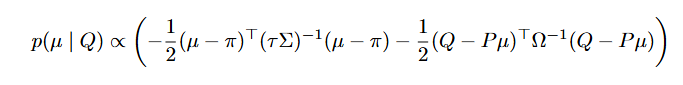 p(μ | Q) ∝ ( −1/2 (μ − π)⊤(τΣ)−1(μ − π) − 1/2 (Q − Pμ)⊤Ω−1(Q − Pμ) )